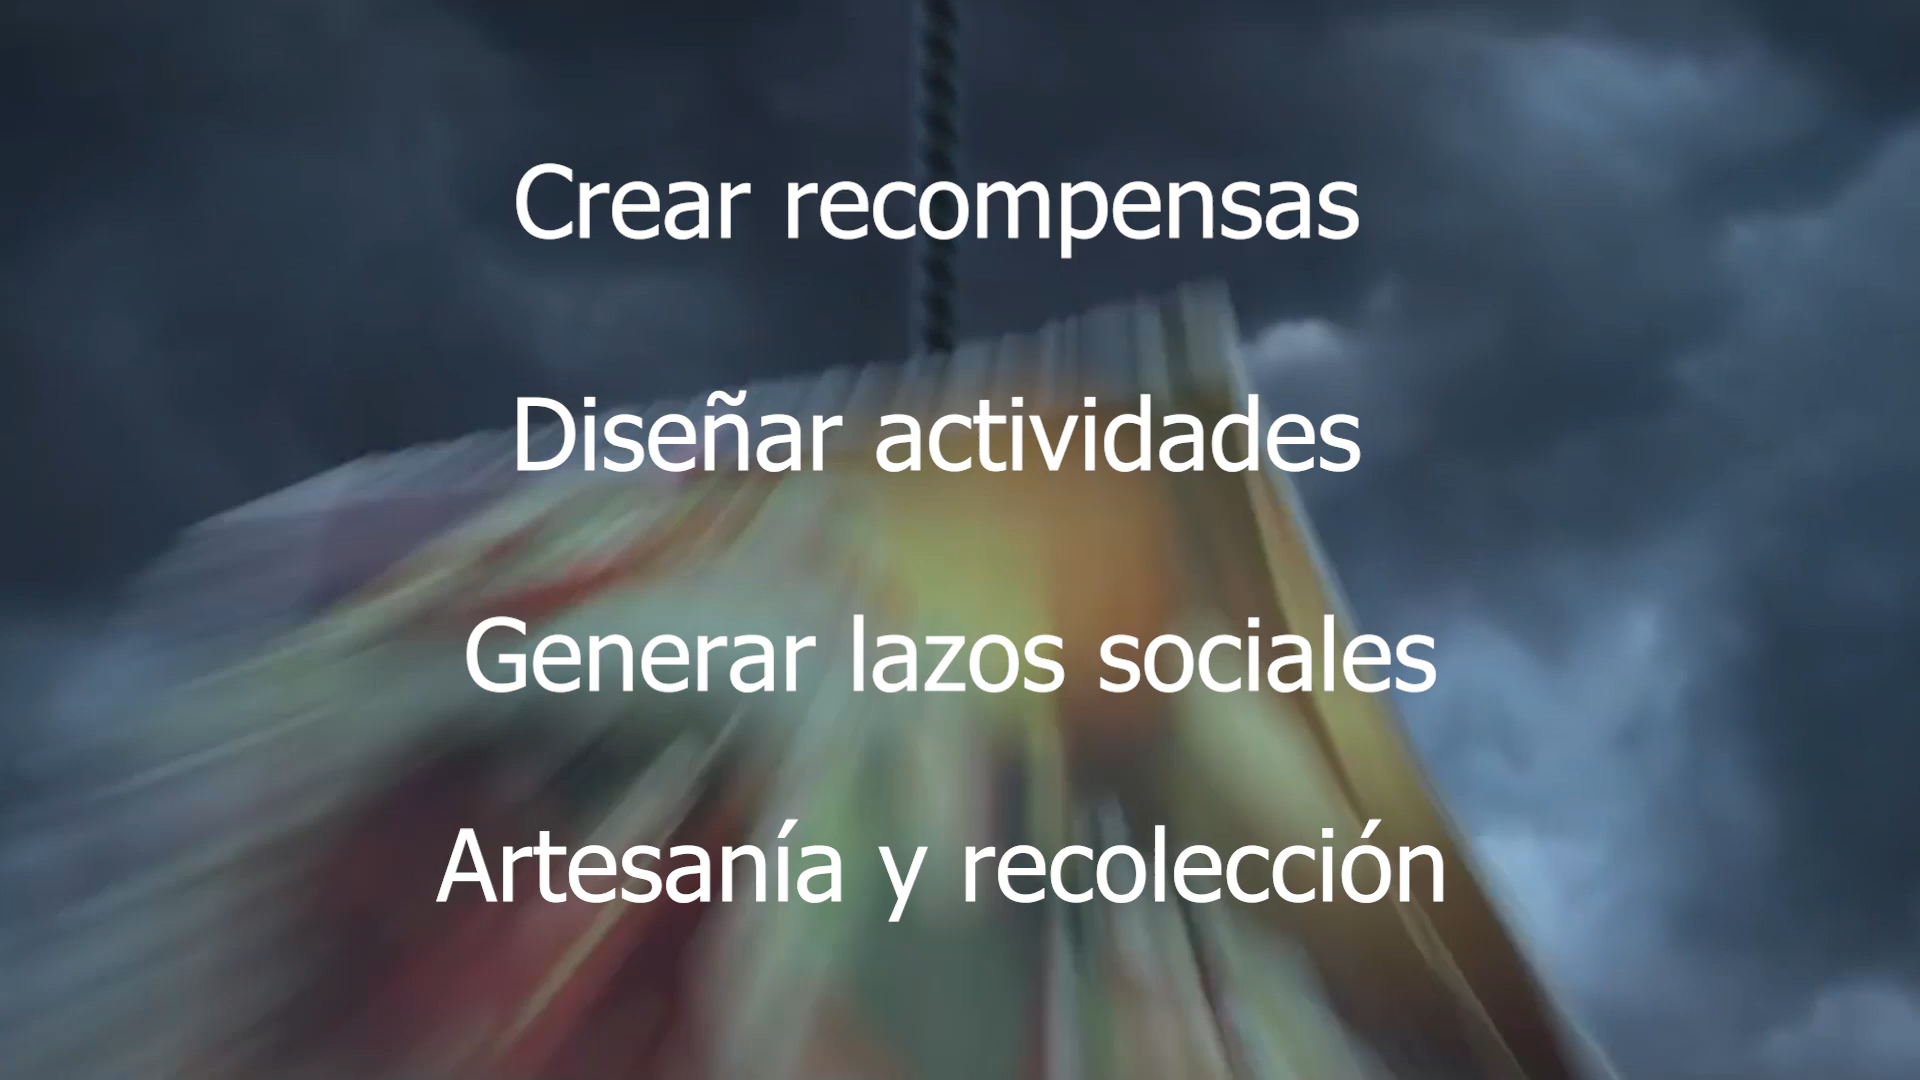 Crear recompensas
Diseñar actividades
Generar lazos sociales
Artesanía y recolección